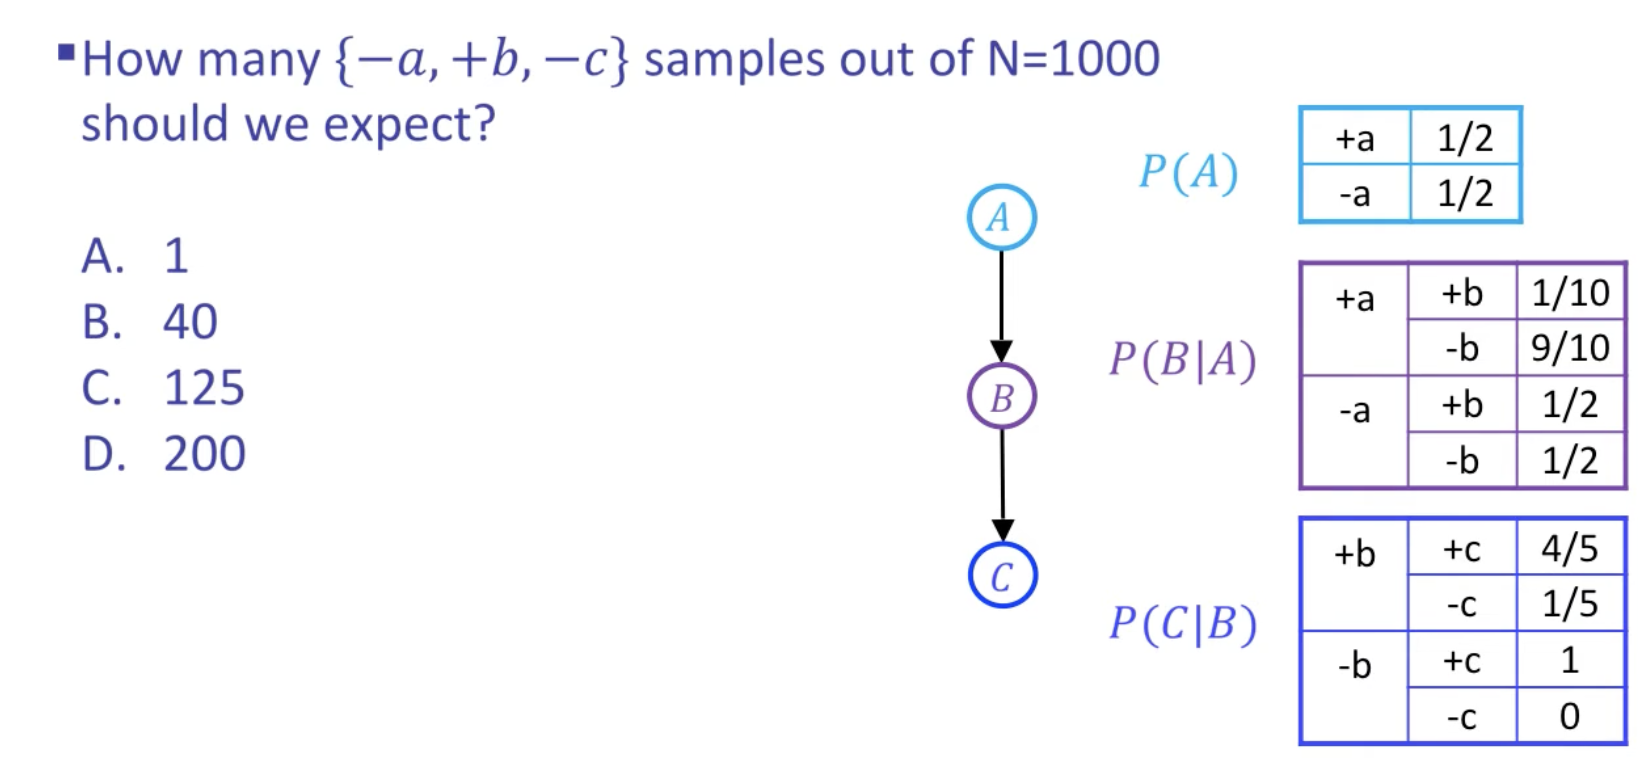 ▪How many {−a, +b, −c} samples out of N=1000
should we expect?
A. 1
B. 40
C. 125
D. 200
A
B
C
P(A)
+a 1/2
-a 1/2
P(B|A)
+a +b 1/10
-b 9/10
-a +b 1/2
-b 1/2
P(C|B)
+b +c 4/5
-c 1/5
-b +c 1
-c 0